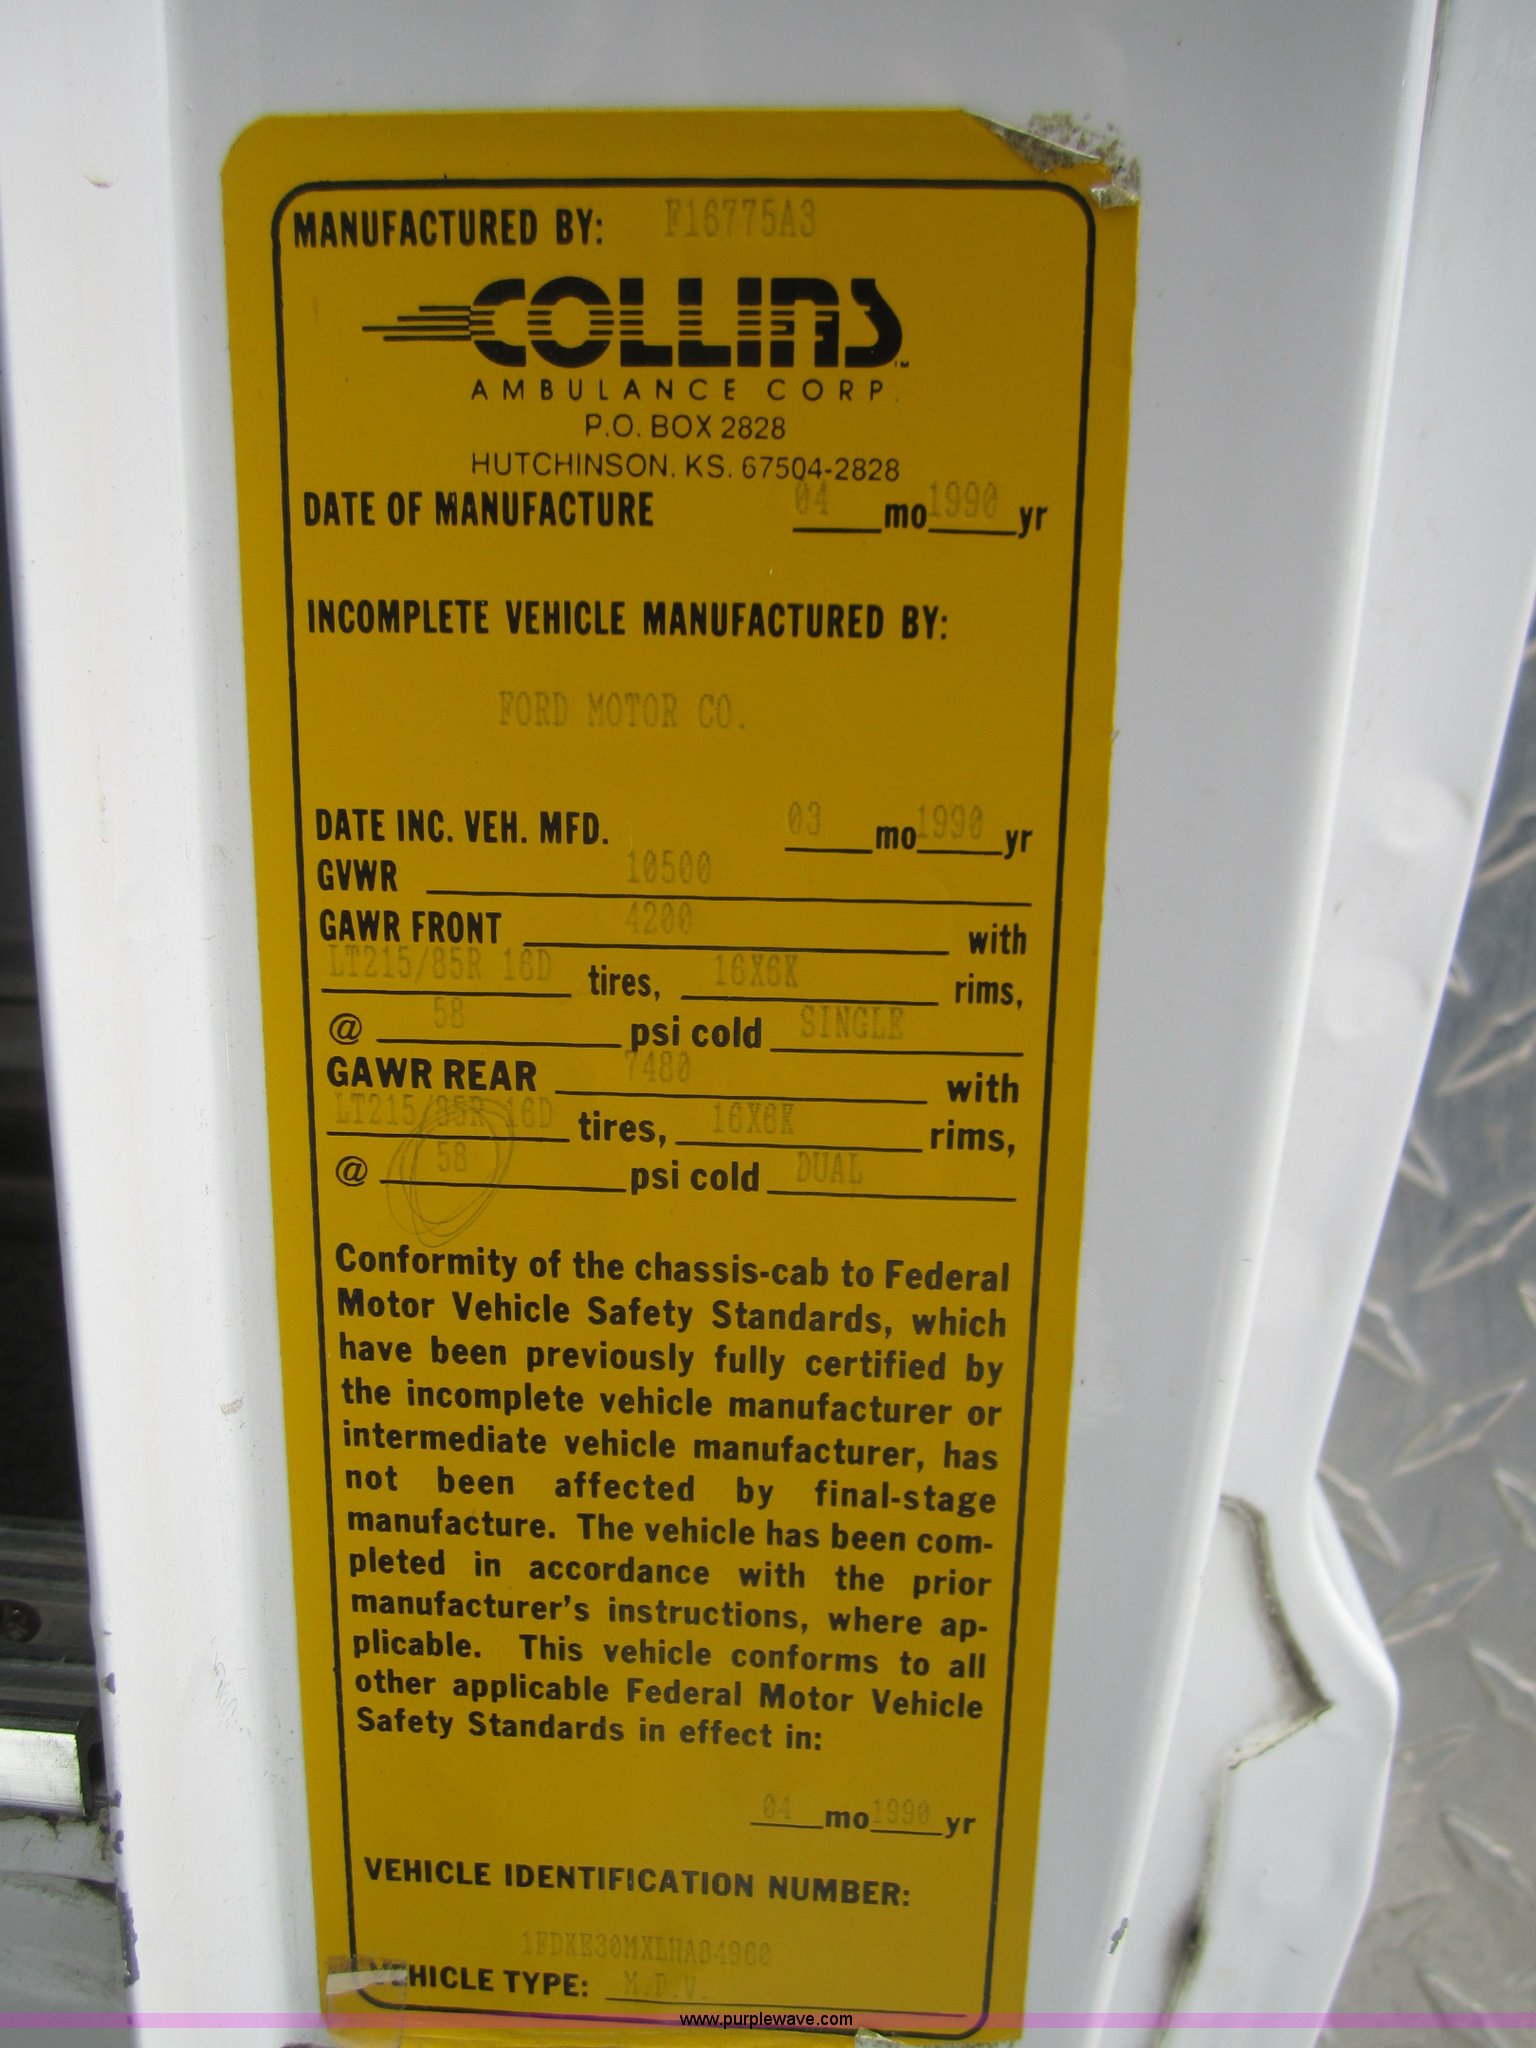 MANUFACTURED BY: F16775A3
COLLINS™
AMBULANCE CORP.
P.O. BOX 2828
HUTCHINSON, KS. 67504-2828
DATE OF MANUFACTURE 04 mo 1990 yr
INCOMPLETE VEHICLE MANUFACTURED BY:
FORD MOTOR CO.
DATE INC. VEH. MFD. 03 mo 1990 yr
GVWR 10500
GAWR FRONT 4200 with
LT215/85R 16D tires, 16X6K rims,
@ 58 psi cold SINGLE
GAWR REAR 7480 with
LT215/85R 16D tires, 16X6K rims,
@ 58 psi cold DUAL
Conformity of the chassis-cab to Federal
Motor Vehicle Safety Standards, which
have been previously fully certified by
the incomplete vehicle manufacturer or
intermediate vehicle manufacturer, has
not been affected by final-stage
manufacture. The vehicle has been com-
pleted in accordance with the prior
manufacturer's instructions, where ap-
plicable. This vehicle conforms to all
other applicable Federal Motor Vehicle
Safety Standards in effect in:
04 mo 1990 yr
VEHICLE IDENTIFICATION NUMBER:
1FDKE30MXLHA84960
VEHICLE TYPE: M.P.V.
www.purplewave.com